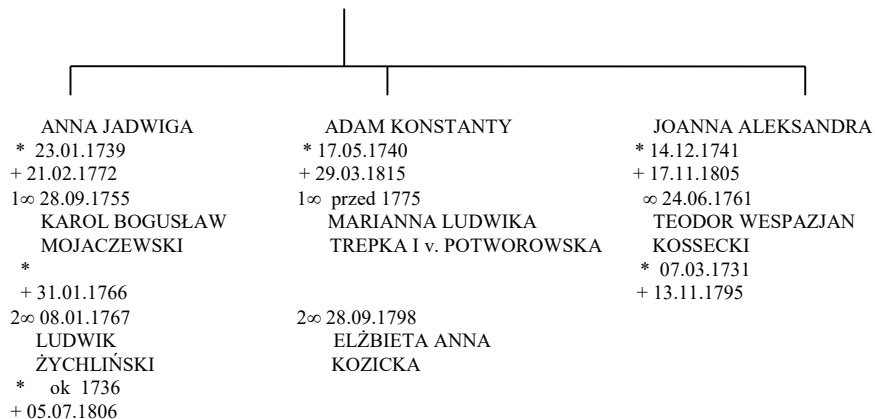 ANNA JADWIGA
* 23.01.1739
+ 21.02.1772
1∞ 28.09.1755
KAROL BOGUSŁAW
MOJACZEWSKI
*
+ 31.01.1766
2∞ 08.01.1767
LUDWIK
ŻYCHLIŃSKI
* ok 1736
+ 05.07.1806
ADAM KONSTANTY
* 17.05.1740
+ 29.03.1815
1∞ przed 1775
MARIANNA LUDWIKA
TREPKA I v. POTWOROWSKA
2∞ 28.09.1798
ELŻBIETA ANNA
KOZICKA
JOANNA ALEKSANDRA
* 14.12.1741
+ 17.11.1805
∞ 24.06.1761
TEODOR WESPAZJAN
KOSSECKI
* 07.03.1731
+ 13.11.1795